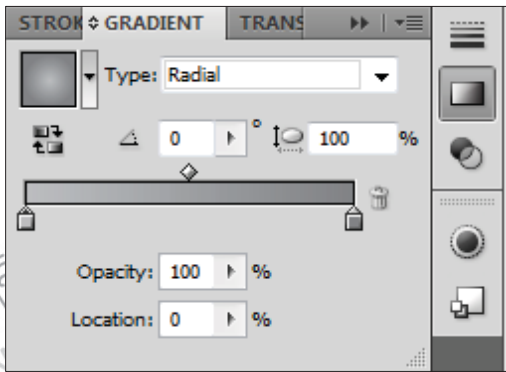 STROK GRADIENT TRANS
Type: Radial
0 ° 100 %
Opacity: 100 %
Location: 0 %